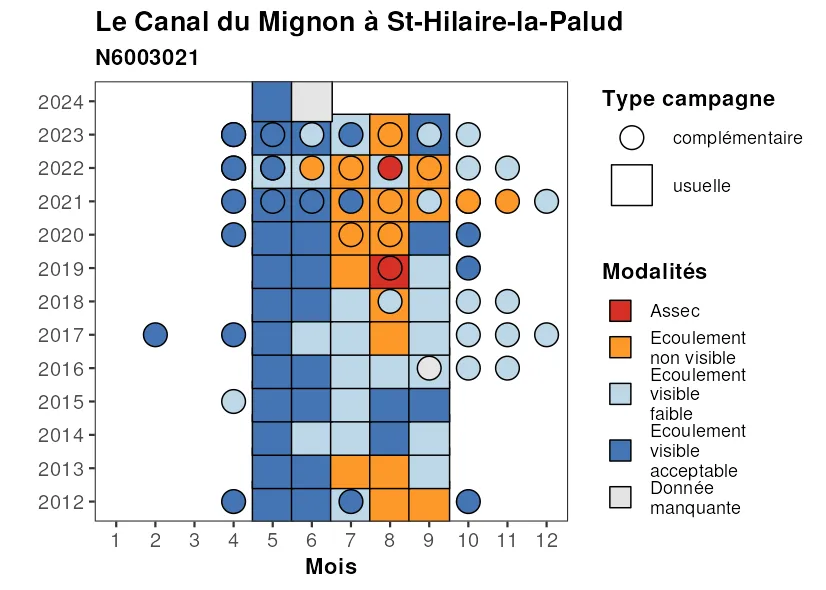 Le Canal du Mignon à St-Hilaire-la-Palud
N6003021
2024
2023
2022
2021
2020
2019
2018
2017
2016
2015
2014
2013
2012
1 2 3 4 5 6 7 8 9 10 11 12
Mois
Type campagne
complémentaire
usuelle
Modalités
Assec
Ecoulement
non visible
Ecoulement
visible
faible
Ecoulement
visible
acceptable
Donnée
manquante